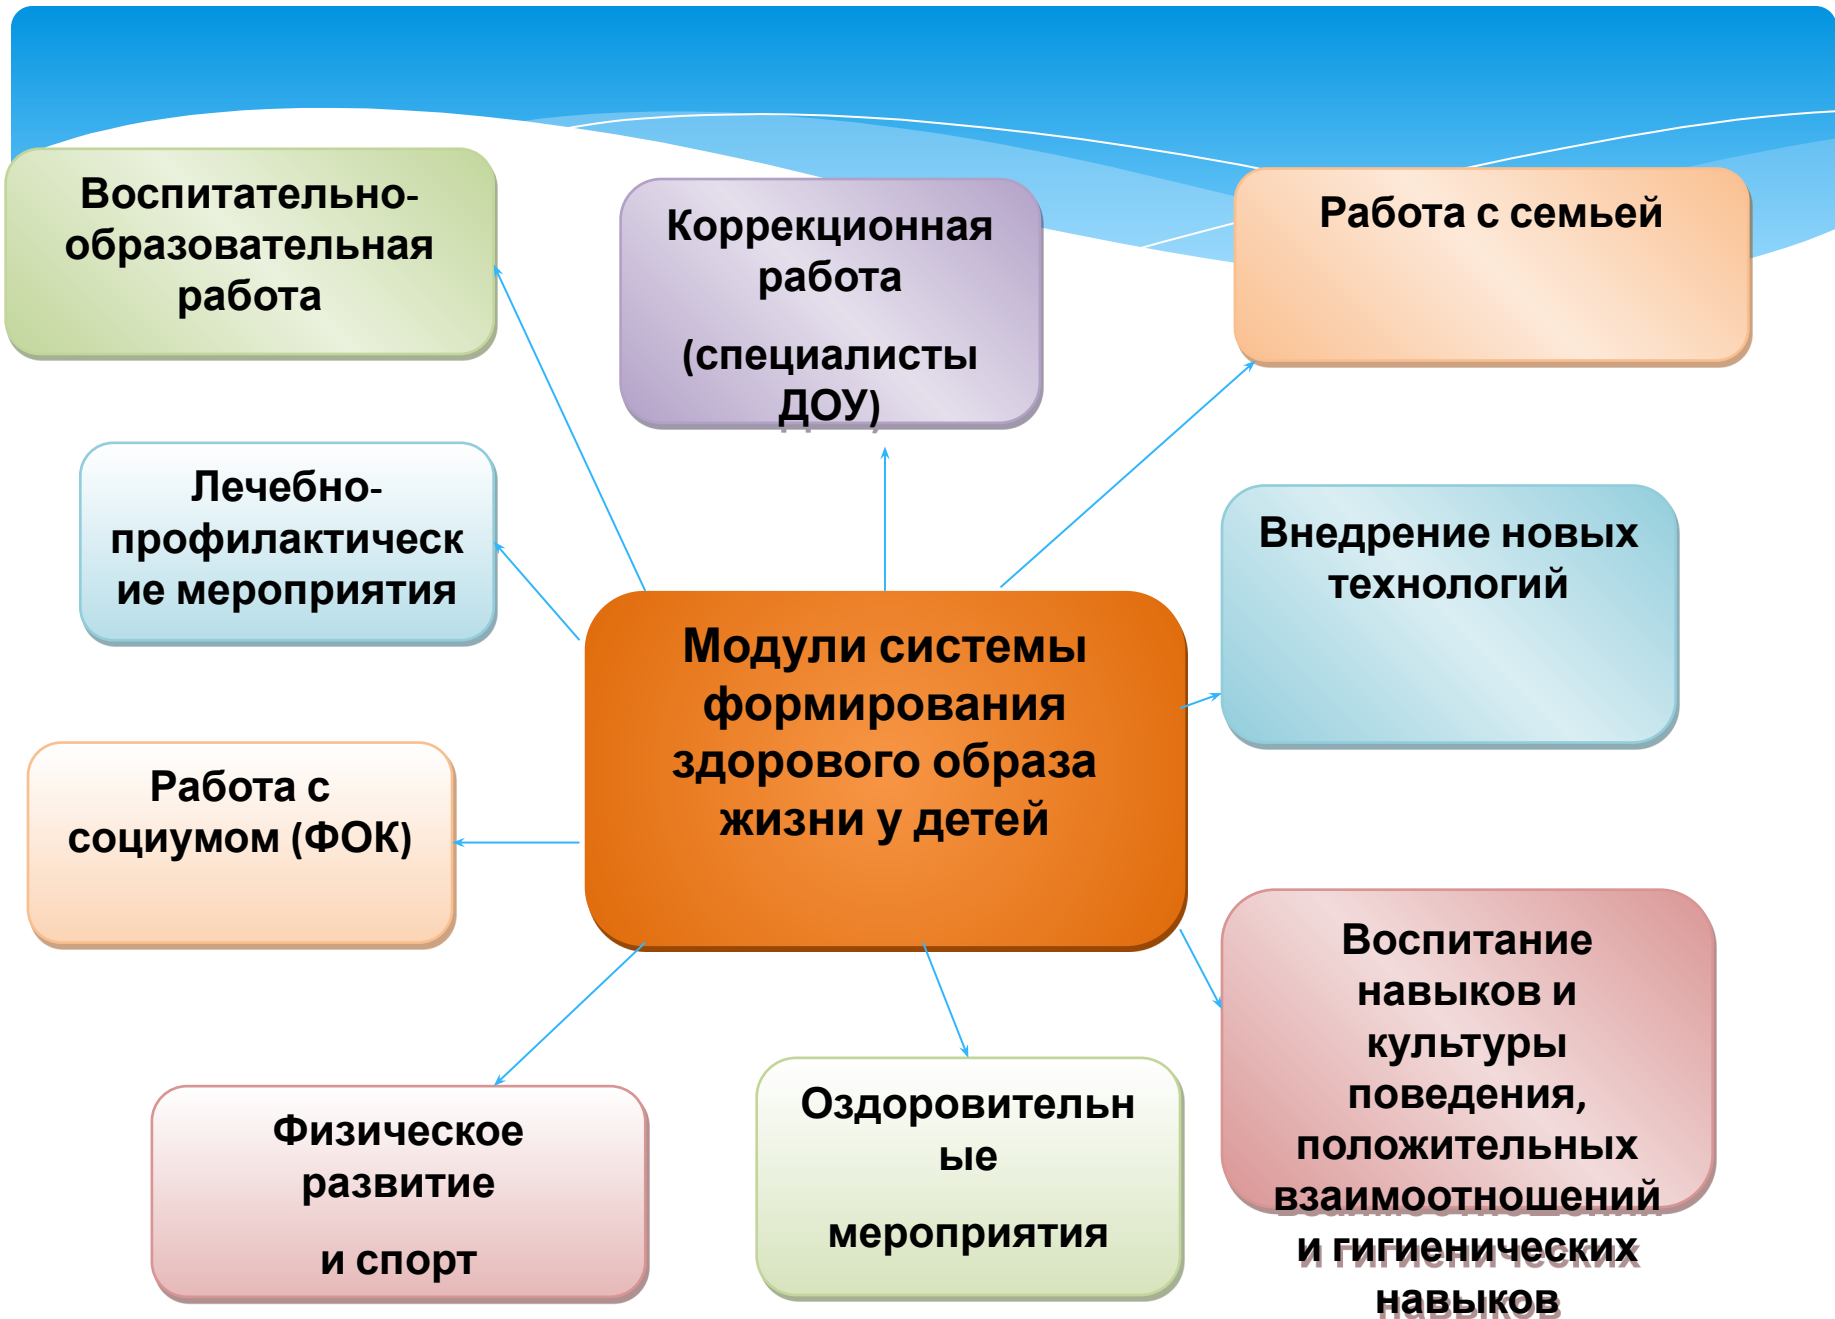 Воспитательно-
образовательная
работа
Коррекционная
работа
(специалисты
ДОУ)
Работа с семьей
Лечебно-
профилактическ
ие мероприятия
Внедрение новых
технологий
Модули системы
формирования
здорового образа
жизни у детей
Работа с
социумом (ФОК)
Воспитание
навыков и
культуры
поведения,
положительных
взаимоотношений
и гигиенических
навыков
Физическое
развитие
и спорт
Оздоровительн
ые
мероприятия